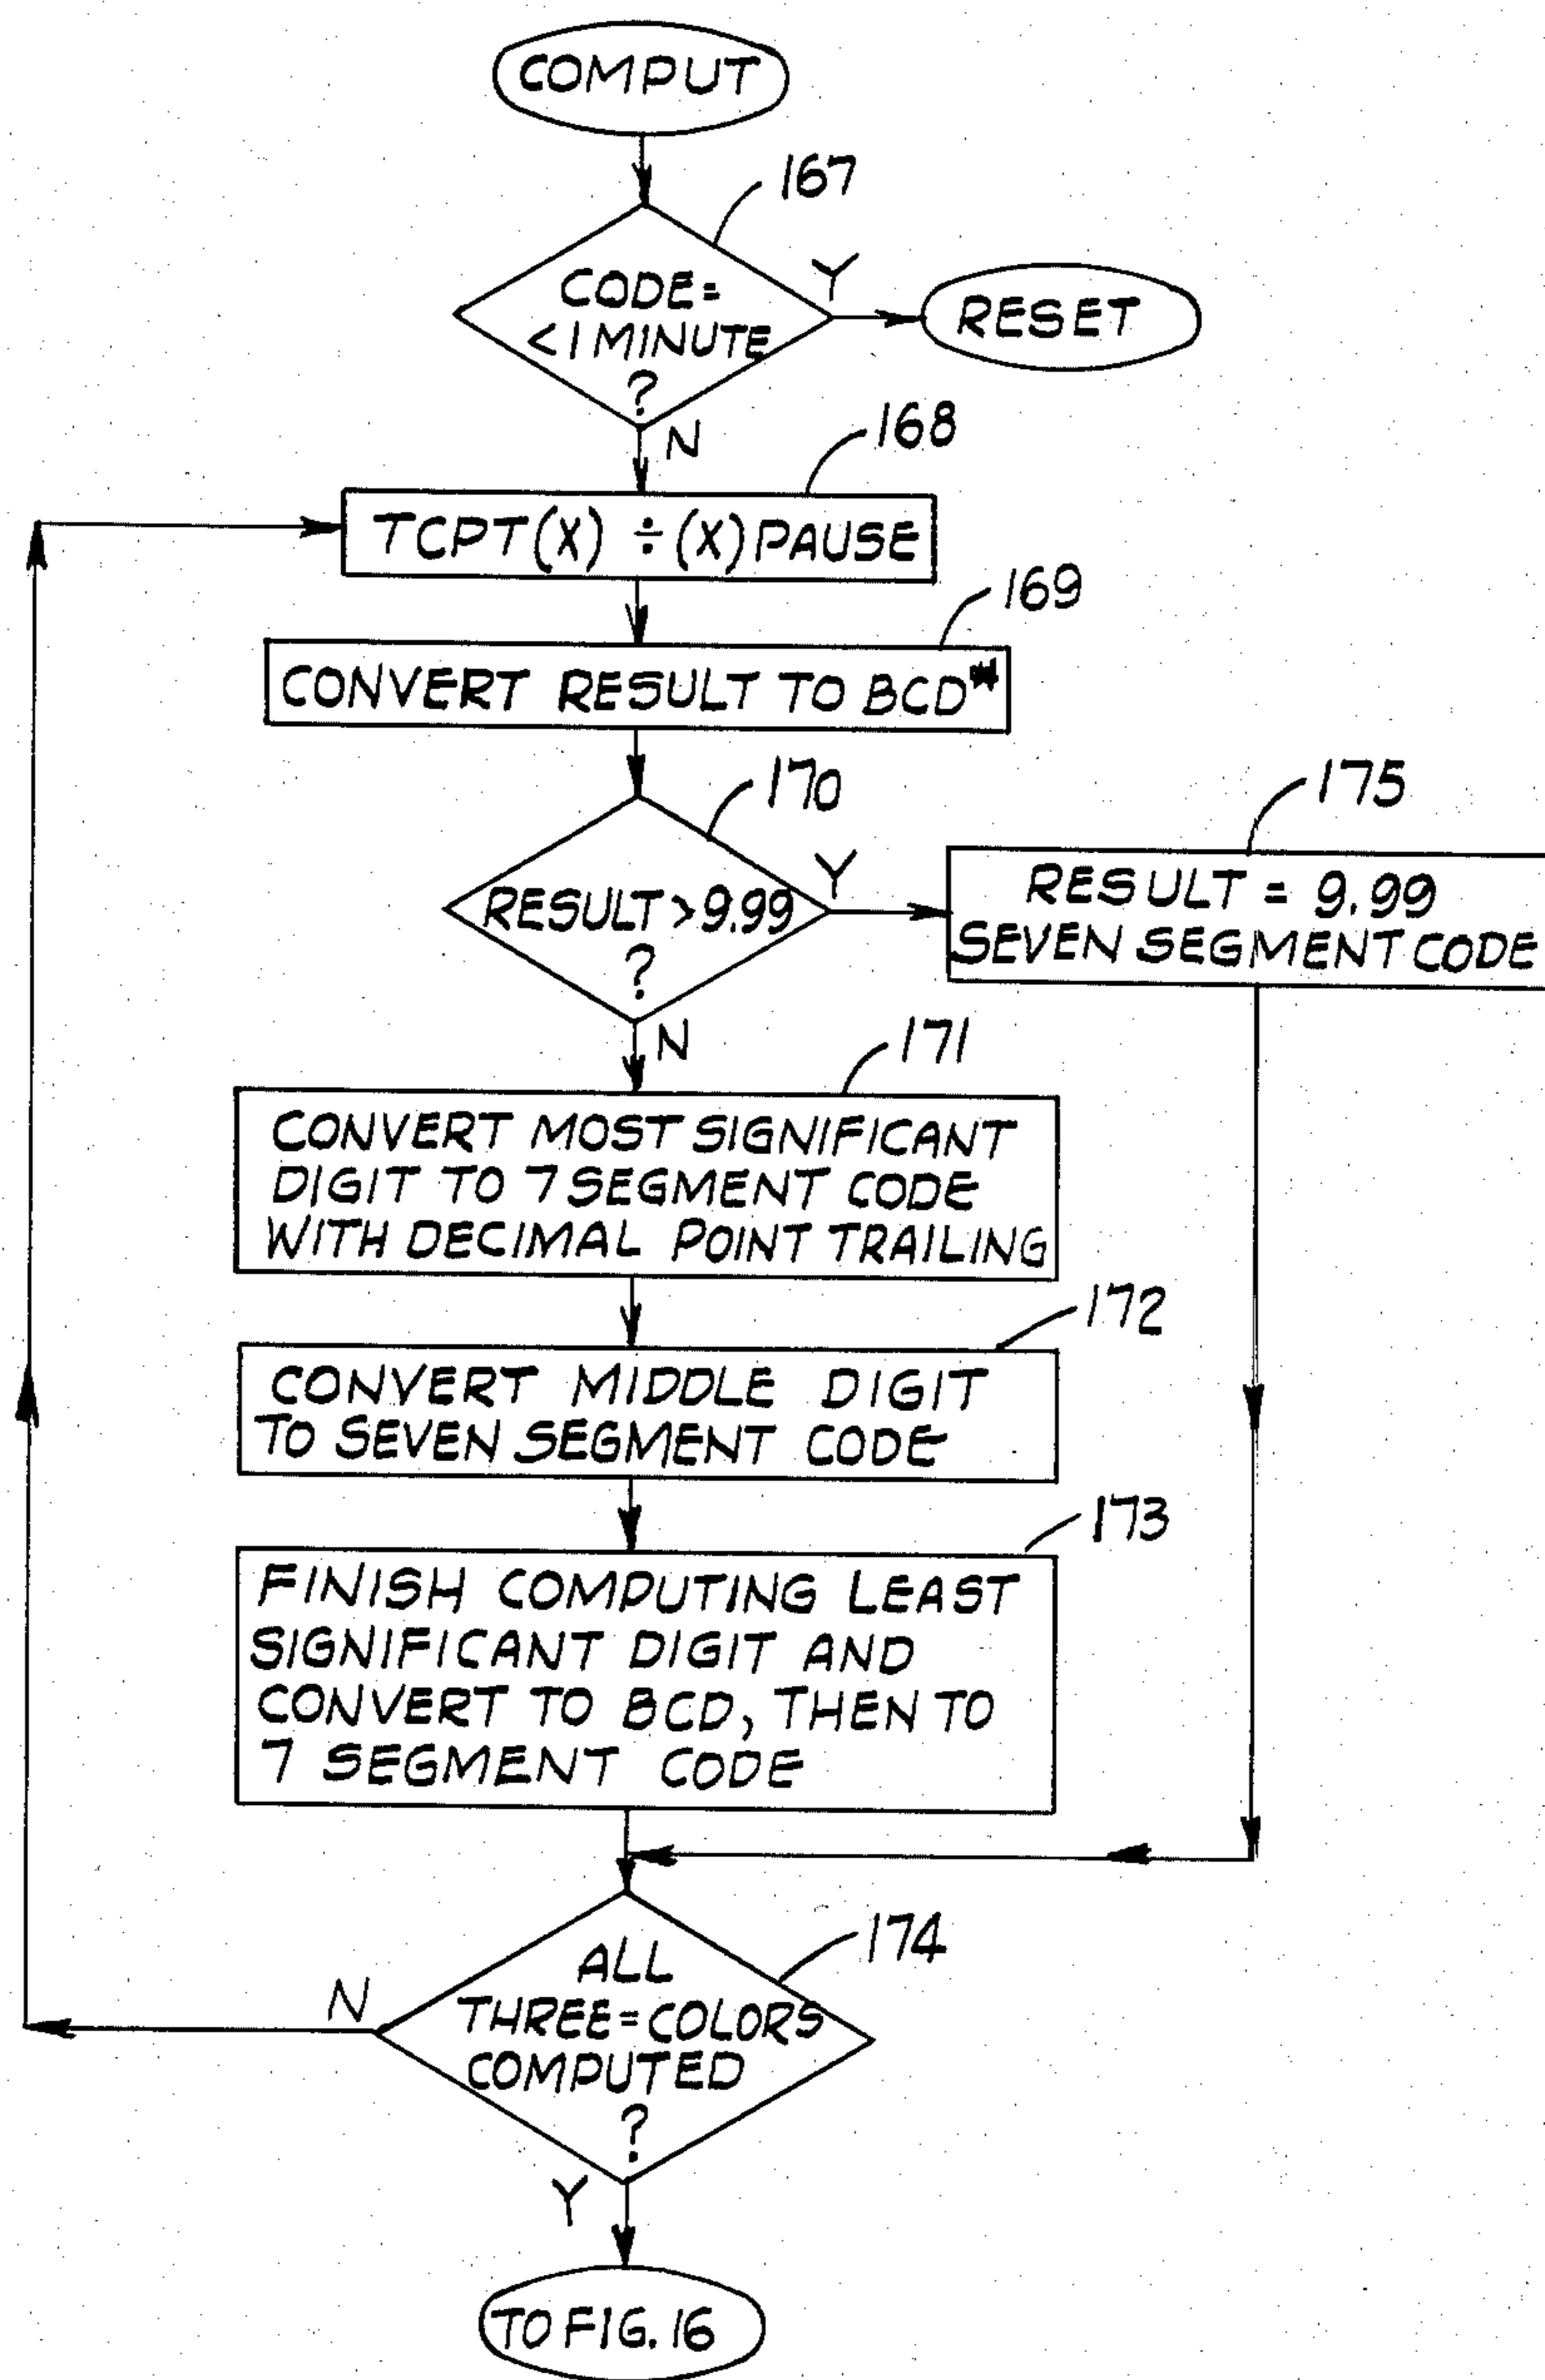 COMPUT
167
CODE=
<1 MINUTE
?
Y
RESET
N
168
TCPT(X) ÷(X)PAUSE
169
CONVERT RESULT TO BCD*
170
RESULT >9.99
?
Y
175
RESULT = 9.99
SEVEN SEGMENT CODE
N
171
CONVERT MOST SIGNIFICANT
DIGIT TO 7 SEGMENT CODE
WITH DECIMAL POINT TRAILING
172
CONVERT MIDDLE DIGIT
TO SEVEN SEGMENT CODE
173
FINISH COMPUTING LEAST
SIGNIFICANT DIGIT AND
CONVERT TO BCD, THEN TO
7 SEGMENT CODE
174
ALL
THREE=COLORS
COMPUTED
?
N
Y
TO FIG. 16